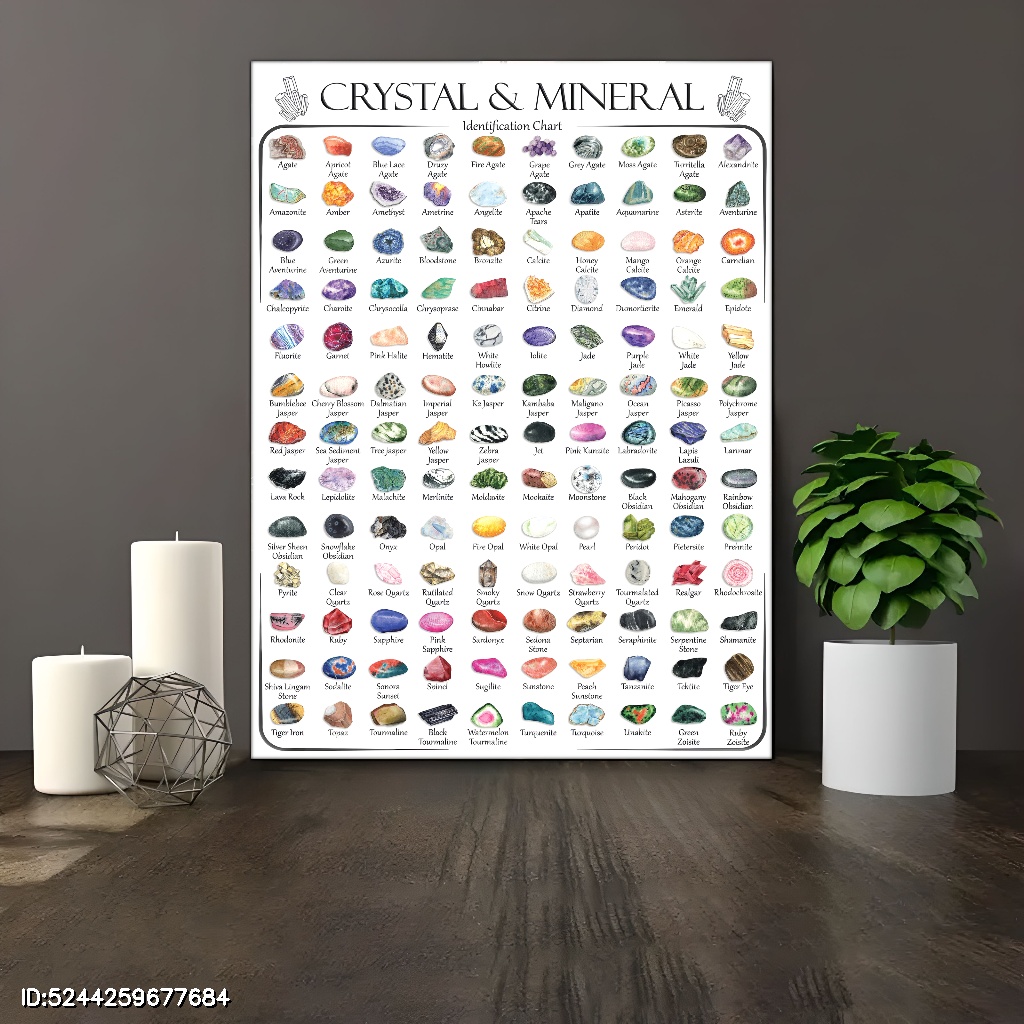 CRYSTAL & MINERAL
Identification Chart
Agate
Apricot
Agate
Blue Lace
Agate
Druzy
Agate
Fire Agate
Grape
Agate
Grey Agate
Moss Agate
Turritella
Agate
Alexandrite
Amazonite
Amber
Amethyst
Ametrine
Angelite
Apache
Tears
Apatite
Aquamarine
Asterite
Aventurine
Blue
Aventurine
Green
Aventurine
Azurite
Bloodstone
Bronzite
Calcite
Honey
Calcite
Mango
Calcite
Orange
Calcite
Carnelian
Chalcopyrite
Charoite
Chrysocolla
Chrysoprase
Cinnabar
Citrine
Diamond
Dumortierite
Emerald
Epidote
Fluorite
Garnet
Pink Halite
Hematite
White
Howlite
Iolite
Jade
Purple
Jade
White
Jade
Yellow
Jade
Bumblebee
Jasper
Cherry Blossom
Jasper
Dalmatian
Jasper
Imperial
Jasper
K2 Jasper
Kambaba
Jasper
Maligano
Jasper
Ocean
Jasper
Picasso
Jasper
Polychrome
Jasper
Red Jasper
Sea Sediment
Jasper
Tree Jasper
Yellow
Jasper
Zebra
Jasper
Jet
Pink Kunzite
Labradorite
Lapis
Lazuli
Larimar
Lava Rock
Lepidolite
Malachite
Merlinite
Moldavite
Mookaite
Moonstone
Black
Obsidian
Mahogany
Obsidian
Rainbow
Obsidian
Silver Sheen
Obsidian
Snowflake
Obsidian
Onyx
Opal
Fire Opal
White Opal
Pearl
Peridot
Pietersite
Prenite
Pyrite
Clear
Quartz
Rose Quartz
Rutilated
Quartz
Smoky
Quartz
Snow Quartz
Strawberry
Quartz
Tourmalated
Quartz
Realgar
Rhodochrosite
Rhodonite
Ruby
Sapphire
Pink
Sapphire
Sardonyx
Sedona
Stone
Septarian
Seraphinite
Serpentine
Stone
Shamanite
Shiva Lingam
Stone
Sodalite
Sonora
Sunset
Spinel
Sugilite
Sunstone
Peach
Sunstone
Tanzanite
Tektite
Tiger Eye
Tiger Iron
Topaz
Tourmaline
Black
Tourmaline
Watermelon
Tourmaline
Turquenite
Turquoise
Unakite
Green
Zoisite
Ruby
Zoisite
ID:5244259677684